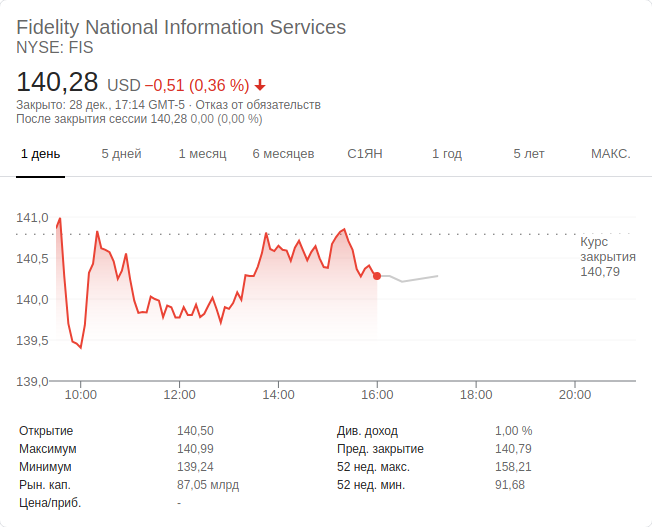 Fidelity National Information Services
NYSE: FIS
140,28 USD −0,51 (0,36 %)
Закрыто: 28 дек., 17:14 GMT-5 · Отказ от обязательств
После закрытия сессии 140,28 0,00 (0,00 %)
1 день 5 дней 1 месяц 6 месяцев С1ЯН 1 год 5 лет МАКС.
141,0
Курс
закрытия
140,79
140,5
140,0
139,5
139,0
10:00 12:00 14:00 16:00 18:00 20:00
Открытие 140,50 Див. доход 1,00 %
Максимум 140,99 Пред. закрытие 140,79
Минимум 139,24 52 нед. макс. 158,21
Рын. кап. 87,05 млрд 52 нед. мин. 91,68
Цена/приб. -